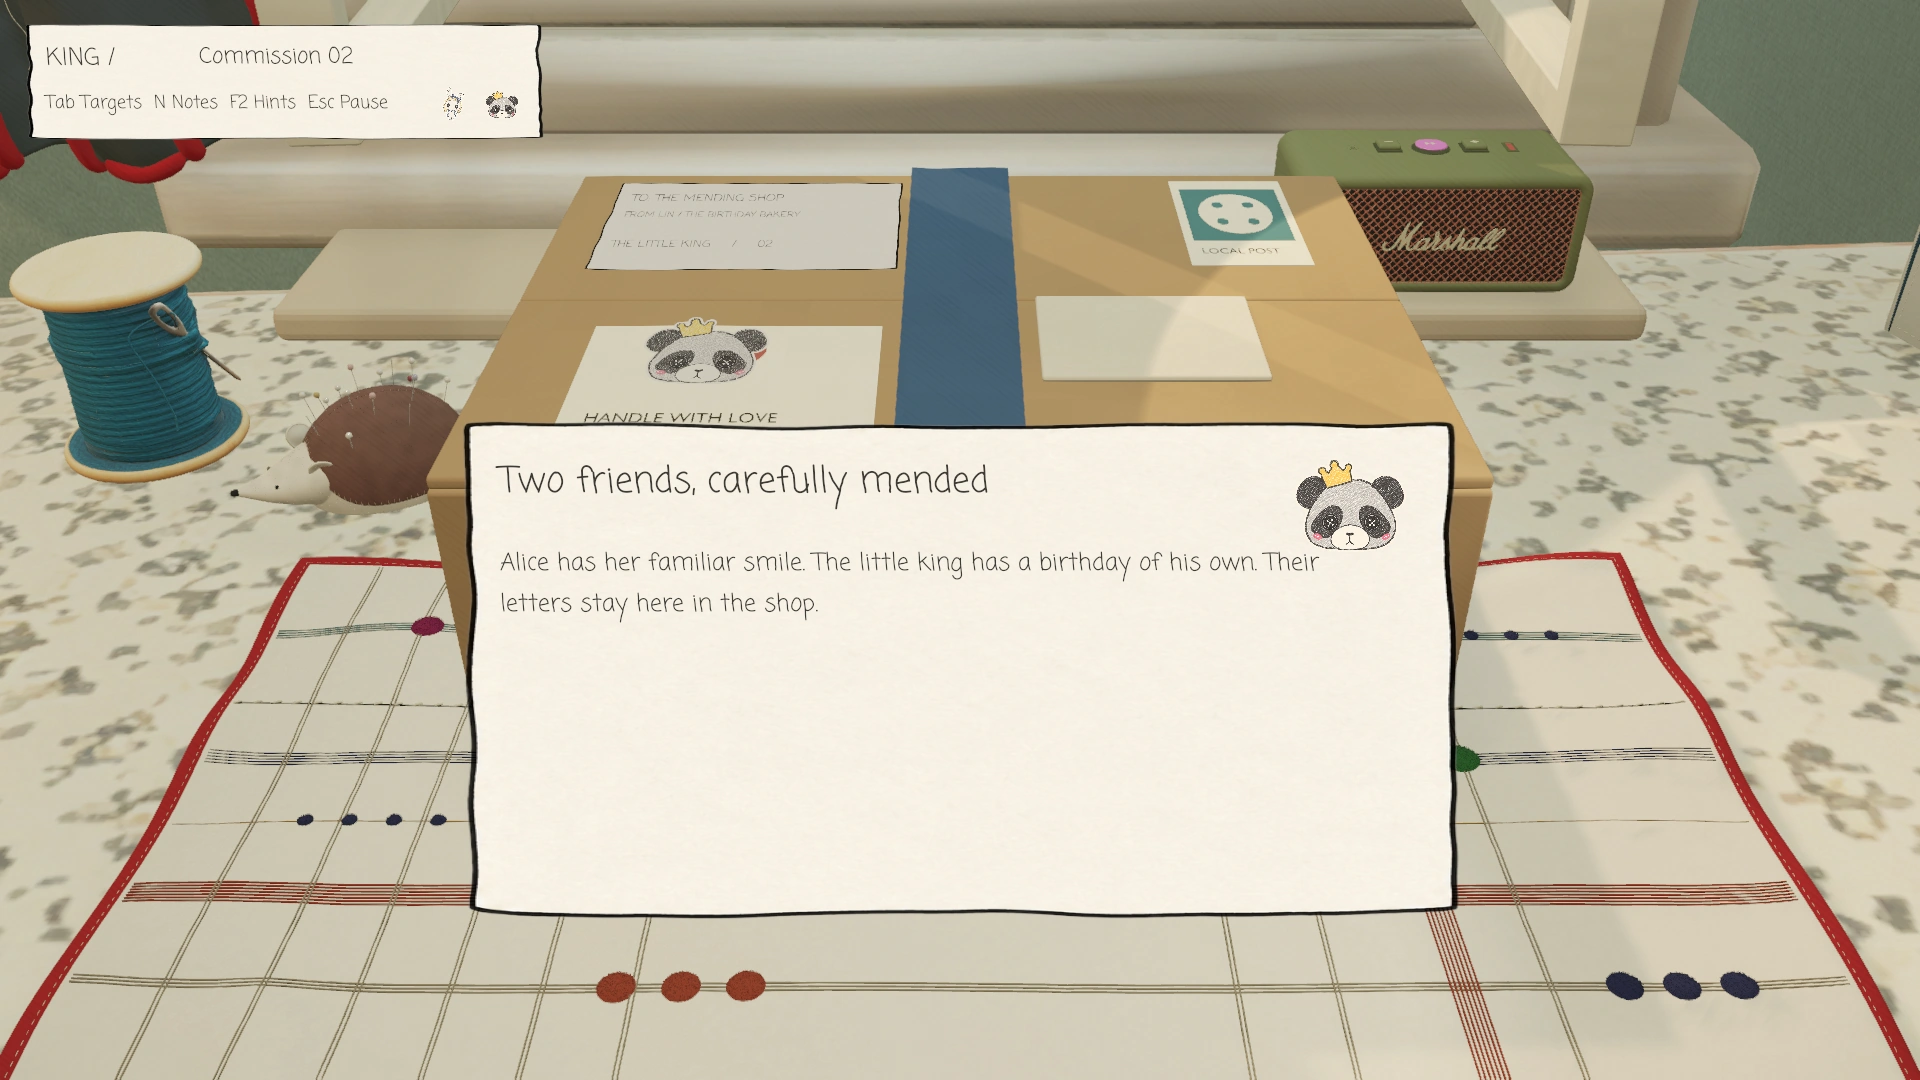 KING / Commission 02
Tab Targets N Notes F2 Hints Esc Pause
TO THE MENDING SHOP
FROM LIN / THE BIRTHDAY BAKERY
THE LITTLE KING / 02
LOCAL POST
Marshall
HANDLE WITH LOVE
Two friends, carefully mended
Alice has her familiar smile. The little king has a birthday of his own. Their
letters stay here in the shop.